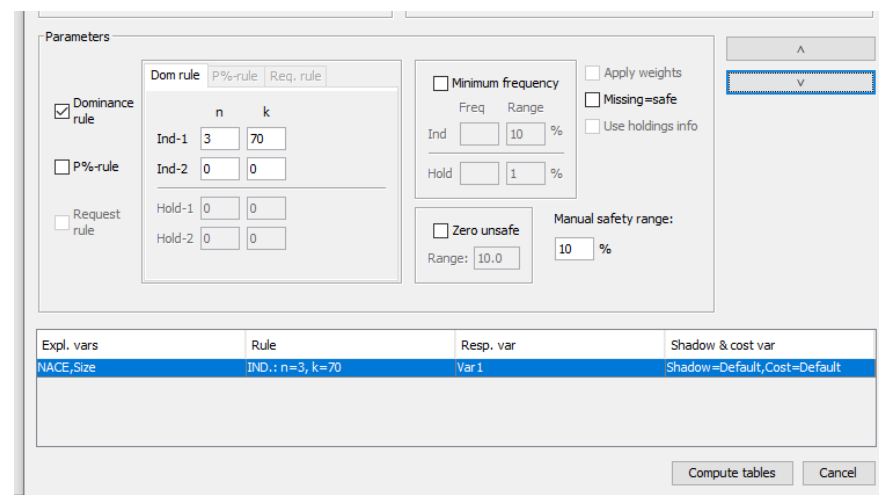 Parameters
Dominance rule
P%-rule
Request rule
Dom rule P%-rule Req. rule
n k
Ind-1 3 70
Ind-2 0 0
Hold-1 0 0
Hold-2 0 0
Minimum frequency
Freq Range
Ind 10 %
Hold 1 %
Zero unsafe
Range: 10.0
Apply weights
Missing=safe
Use holdings info
Manual safety range:
10 %
ʌ
v
Expl. vars Rule Resp. var Shadow & cost var
NACE,Size IND.: n=3, k=70 Var1 Shadow=Default,Cost=Default
Compute tables Cancel